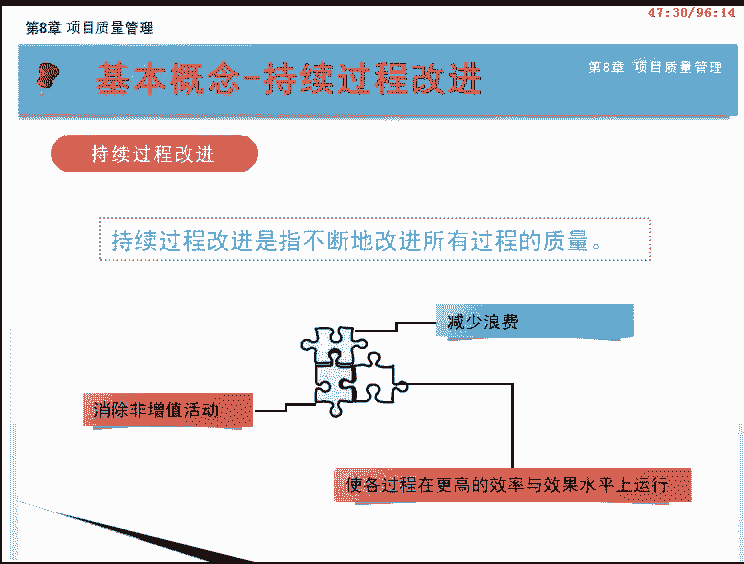 47:30/96:14
第8章 项目质量管理
基本概念-持续过程改进
第8章 项目质量管理
持续过程改进
持续过程改进是指不断地改进所有过程的质量。
减少浪费
消除非增值活动
使各过程在更高的效率与效果水平上运行